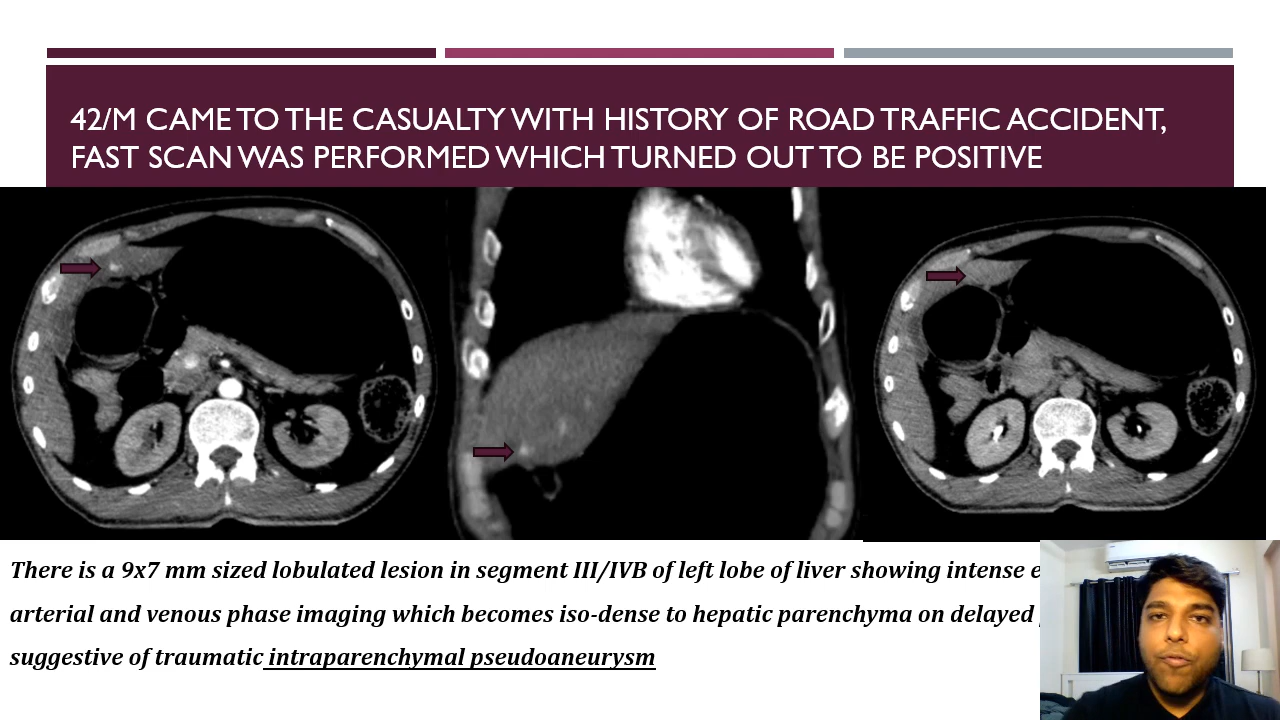 42/M CAME TO THE CASUALTY WITH HISTORY OF ROAD TRAFFIC ACCIDENT,
FAST SCAN WAS PERFORMED WHICH TURNED OUT TO BE POSITIVE
There is a 9x7 mm sized lobulated lesion in segment III/IVB of left lobe of liver showing intense
arterial and venous phase imaging which becomes iso-dense to hepatic parenchyma on delayed
suggestive of traumatic intraparenchymal pseudoaneurysm